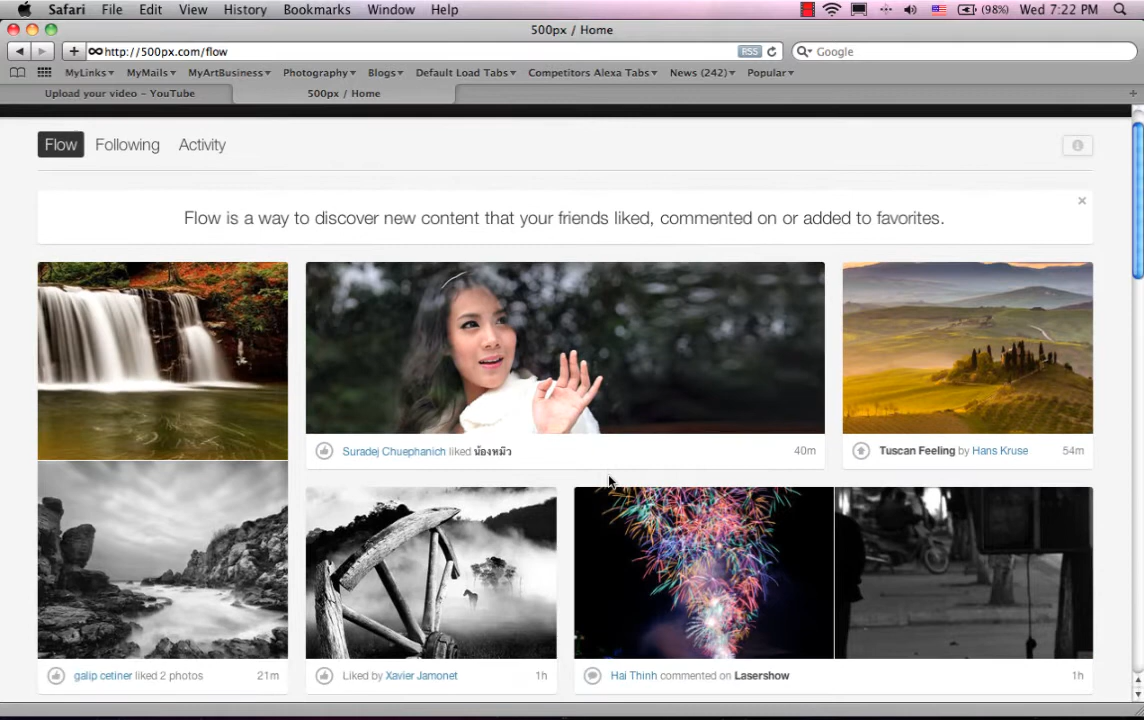 Safari File Edit View History Bookmarks Window Help (98%) Wed 7:22 PM
500px / Home
http://500px.com/flow RSS Google
MyLinks MyMails MyArtBusiness Photography Blogs Default Load Tabs Competitors Alexa Tabs News (242) Popular
Upload your video – YouTube 500px / Home
Flow Following Activity
Flow is a way to discover new content that your friends liked, commented on or added to favorites.
Suradej Chuephanich liked น้องหมิว 40m
Tuscan Feeling by Hans Kruse 54m
galip cetiner liked 2 photos 21m
Liked by Xavier Jamonet 1h
Hai Thinh commented on Lasershow 1h